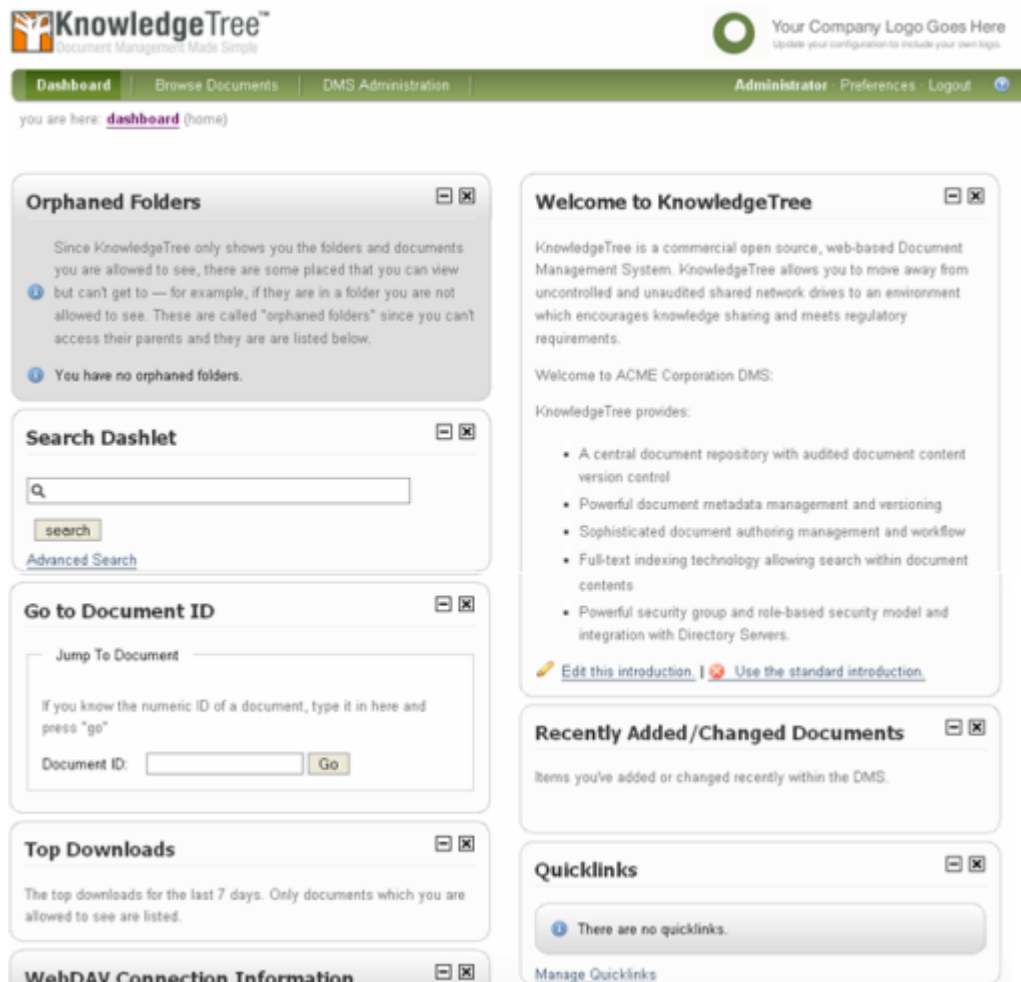 KnowledgeTree™
Document Management Made Simple
Your Company Logo Goes Here
Update your configuration to include your own logo.
Dashboard
Browse Documents
DMS Administration
Administrator · Preferences · Logout
you are here: dashboard (home)
Orphaned Folders
Since KnowledgeTree only shows you the folders and documents
you are allowed to see, there are some placed that you can view
but can't get to — for example, if they are in a folder you are not
allowed to see. These are called "orphaned folders" since you can't
access their parents and they are are listed below.
You have no orphaned folders.
Search Dashlet
search
Advanced Search
Go to Document ID
Jump To Document
If you know the numeric ID of a document, type it in here and
press "go"
Document ID:
Go
Top Downloads
The top downloads for the last 7 days. Only documents which you are
allowed to see are listed.
WebDAV Connection Information
Welcome to KnowledgeTree
KnowledgeTree is a commercial open source, web-based Document
Management System. KnowledgeTree allows you to move away from
uncontrolled and unaudited shared network drives to an environment
which encourages knowledge sharing and meets regulatory
requirements.
Welcome to ACME Corporation DMS:
KnowledgeTree provides:
• A central document repository with audited document content
version control
• Powerful document metadata management and versioning
• Sophisticated document authoring management and workflow
• Full-text indexing technology allowing search within document
contents
• Powerful security group and role-based security model and
integration with Directory Servers.
Edit this introduction. | Use the standard introduction.
Recently Added/Changed Documents
Items you've added or changed recently within the DMS.
Quicklinks
There are no quicklinks.
Manage Quicklinks